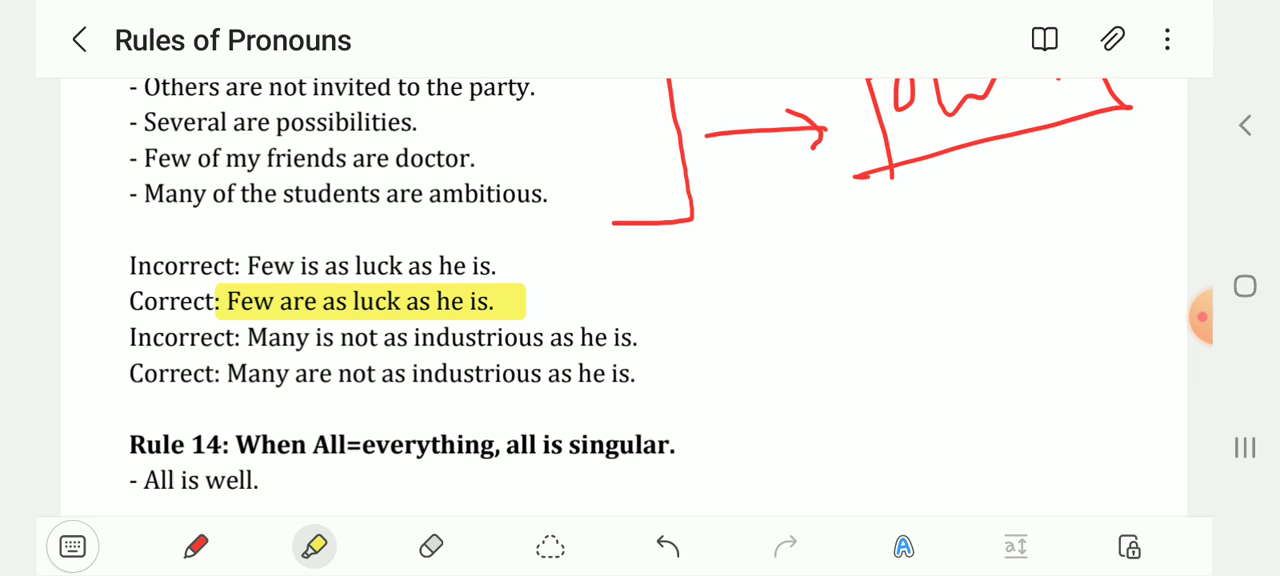 Rules of Pronouns
- Others are not invited to the party.
- Several are possibilities.
- Few of my friends are doctor.
- Many of the students are ambitious.
Incorrect: Few is as luck as he is.
Correct: Few are as luck as he is.
Incorrect: Many is not as industrious as he is.
Correct: Many are not as industrious as he is.
Rule 14: When All=everything, all is singular.
- All is well.